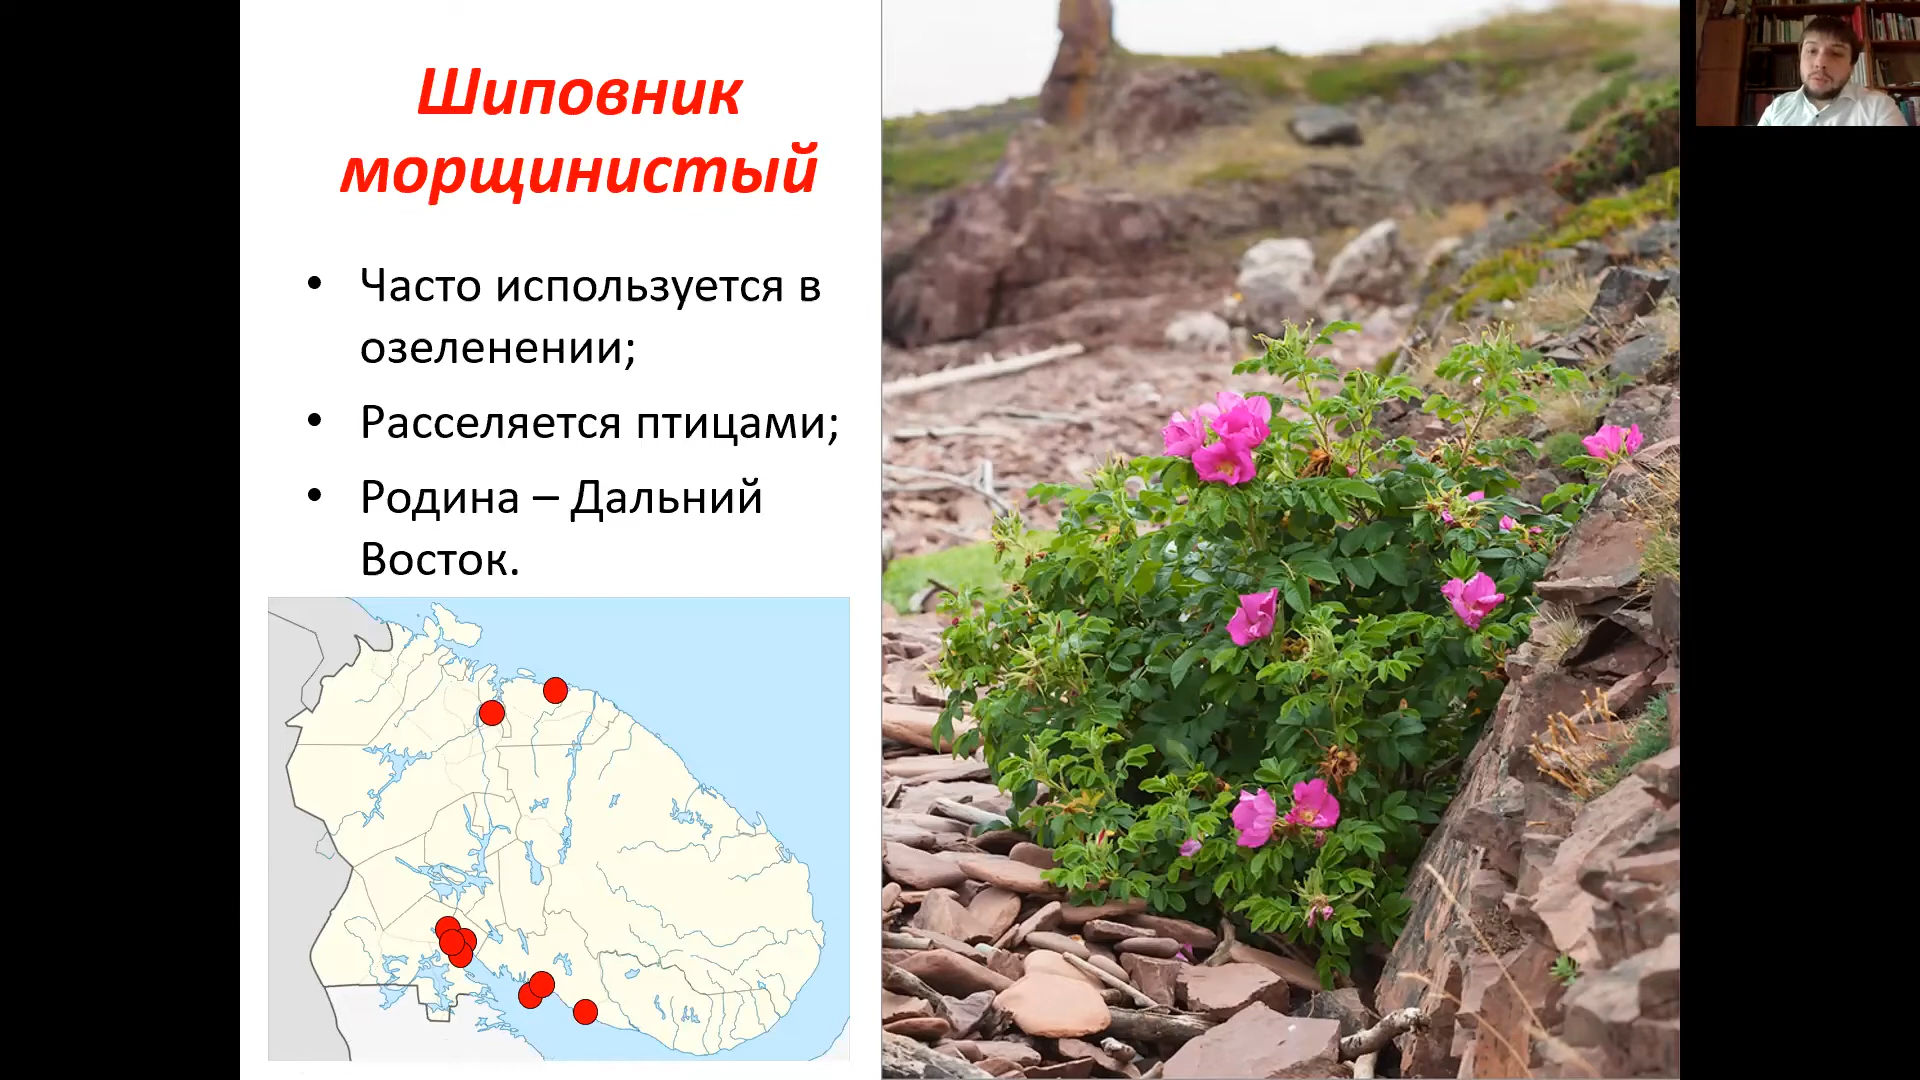 Шиповник
морщинистый
• Часто используется в
озеленении;
• Расселяется птицами;
• Родина – Дальний
Восток.